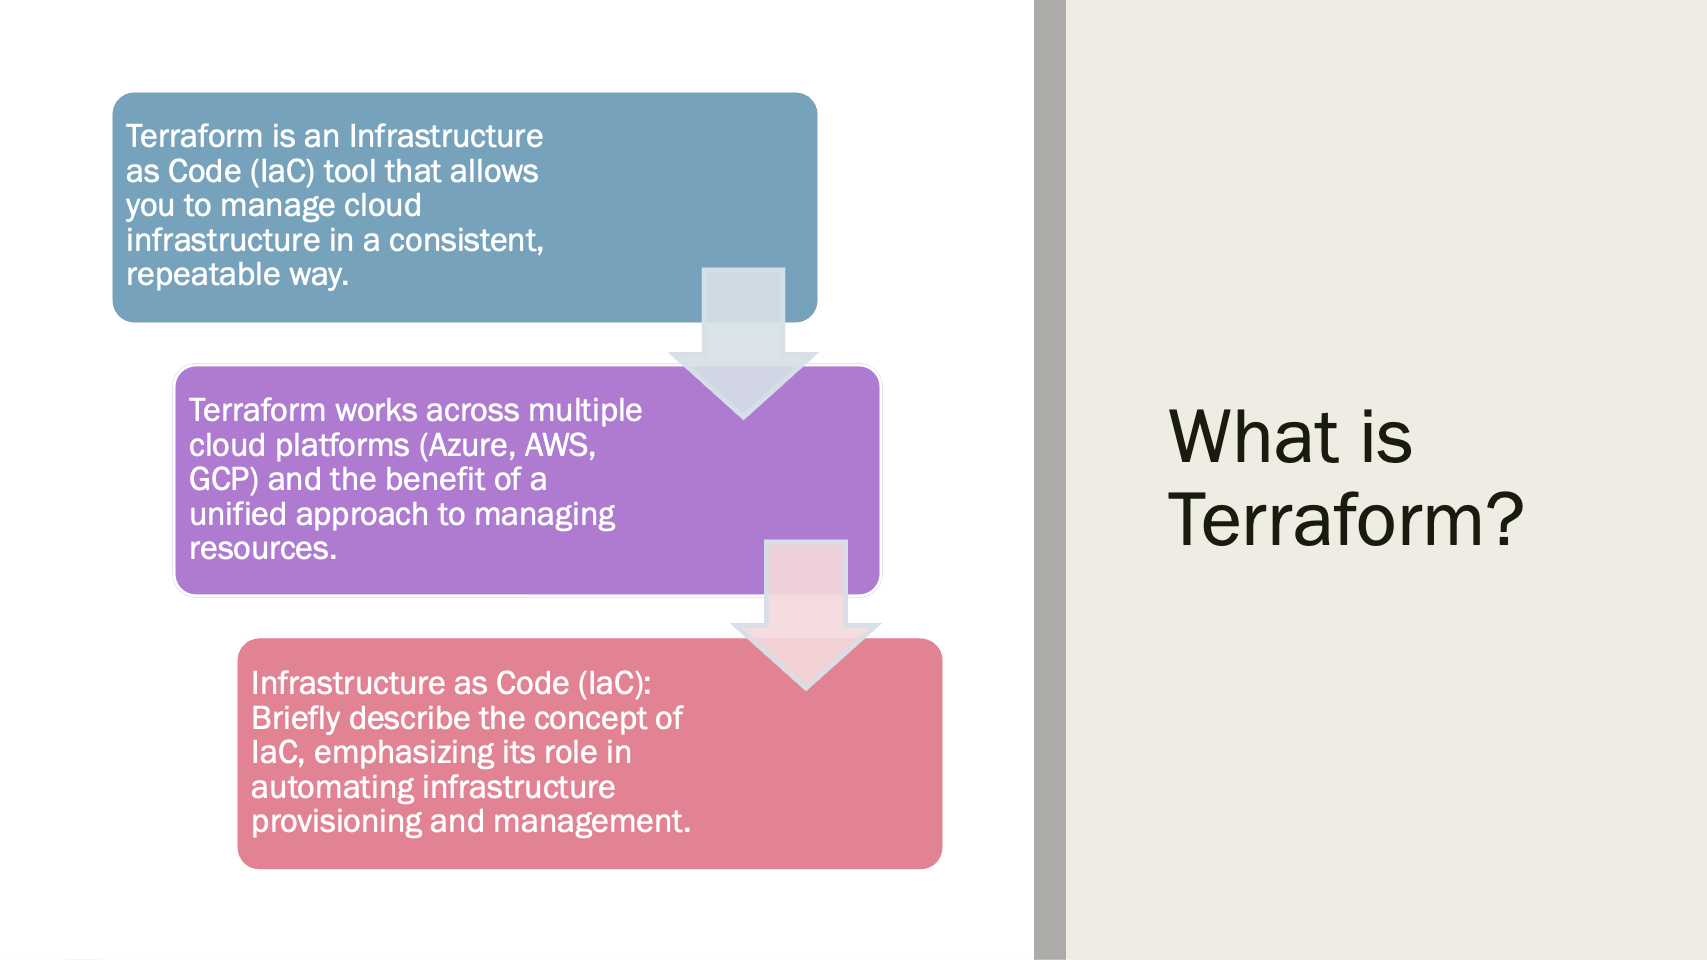 Terraform is an Infrastructure
as Code (IaC) tool that allows
you to manage cloud
infrastructure in a consistent,
repeatable way.
Terraform works across multiple
cloud platforms (Azure, AWS,
GCP) and the benefit of a
unified approach to managing
resources.
Infrastructure as Code (IaC):
Briefly describe the concept of
IaC, emphasizing its role in
automating infrastructure
provisioning and management.
What is
Terraform?